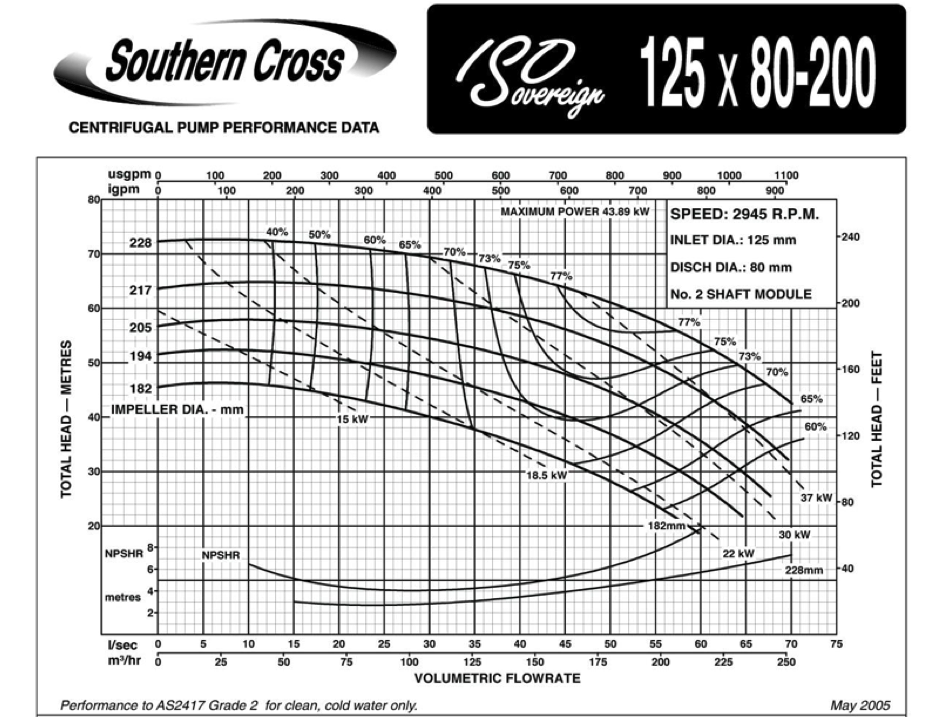 Southern Cross
CENTRIFUGAL PUMP PERFORMANCE DATA
ISO Sovereign 125 x 80-200
usgpm 0 100 200 300 400 500 600 700 800 900 1000 1100
igpm 0 100 200 300 400 500 600 700 800 900
MAXIMUM POWER 43.89 kW
SPEED: 2945 R.P.M.
INLET DIA.: 125 mm
DISCH DIA.: 80 mm
No. 2 SHAFT MODULE
TOTAL HEAD — METRES
80
70
60
50
40
30
20
TOTAL HEAD — FEET
240
200
160
120
80
40
228
217
205
194
182
IMPELLER DIA. - mm
40% 50% 60% 65% 70% 73% 75% 77%
77%
75%
73%
70%
65%
60%
15 kW
18.5 kW
22 kW
30 kW
37 kW
182mm
228mm
NPSHR
NPSHR
metres
8
6
4
2
l/sec 0 5 10 15 20 25 30 35 40 45 50 55 60 65 70 75
m³/hr 0 25 50 75 100 125 150 175 200 225 250
VOLUMETRIC FLOWRATE
Performance to AS2417 Grade 2 for clean, cold water only.
May 2005